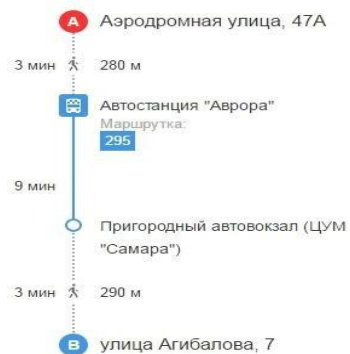 А
Аэродромная улица, 47А
3 мин
280 м
Автостанция "Аврора"
Маршрутка:
295
9 мин
Пригородный автовокзал (ЦУМ
"Самара")
3 мин
290 м
В
улица Агибалова, 7